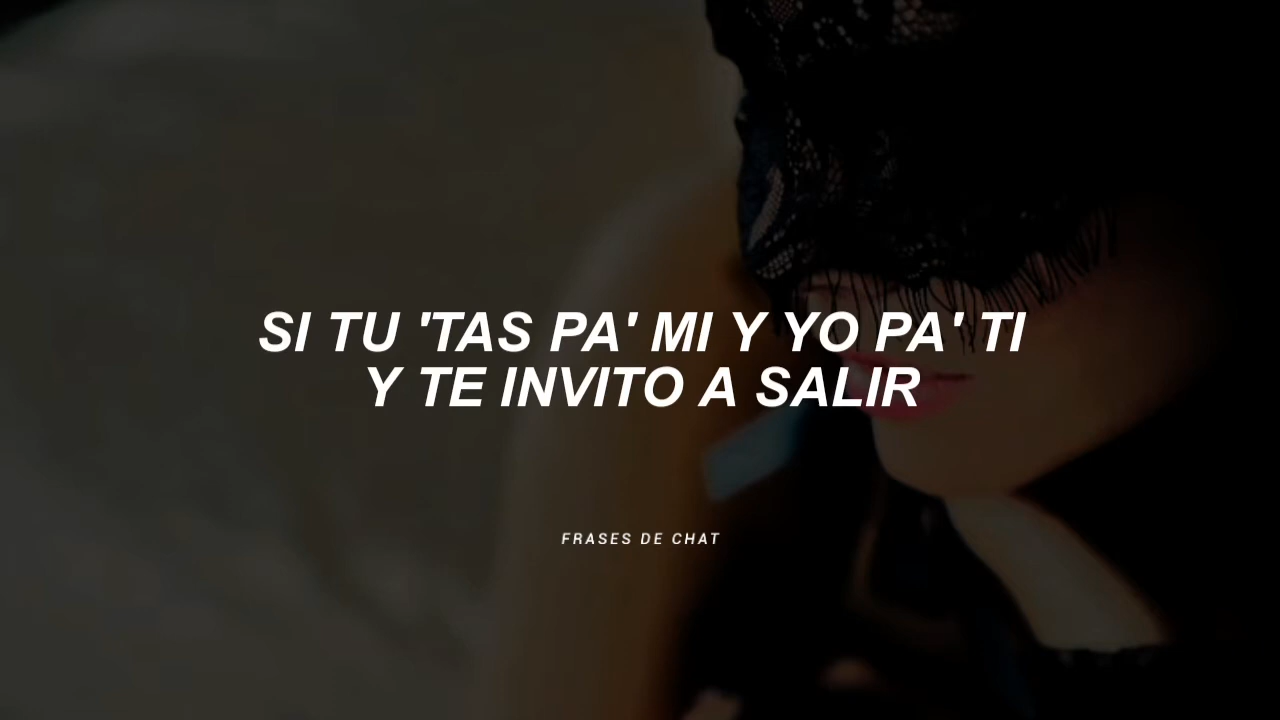 SI TU 'TAS PA' MI Y YO PA' TI
Y TE INVITO A SALIR
FRASES DE CHAT